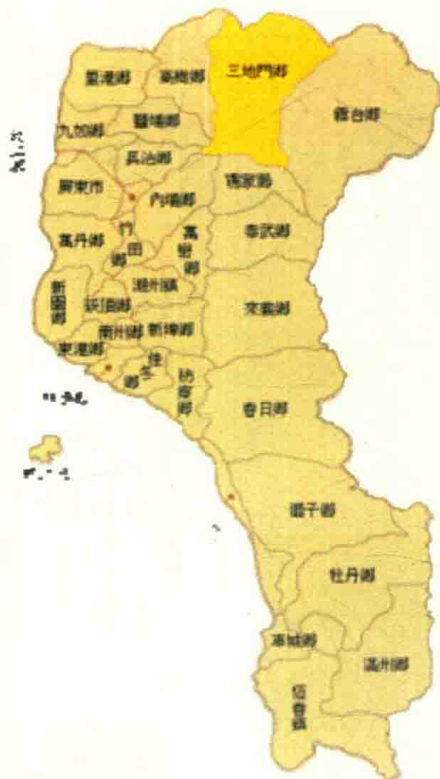 里港鄉
高樹鄉
三地門鄉
霧台鄉
九如鄉
鹽埔鄉
長治鄉
屏東市
內埔鄉
瑪家鄉
萬丹鄉
竹田鄉
萬巒鄉
泰武鄉
新園鄉
崁頂鄉
潮州鎮
來義鄉
東港鄉
南州鄉
新埤鄉
佳冬鄉
枋寮鄉
春日鄉
獅子鄉
牡丹鄉
車城鄉
滿州鄉
恆春鎮